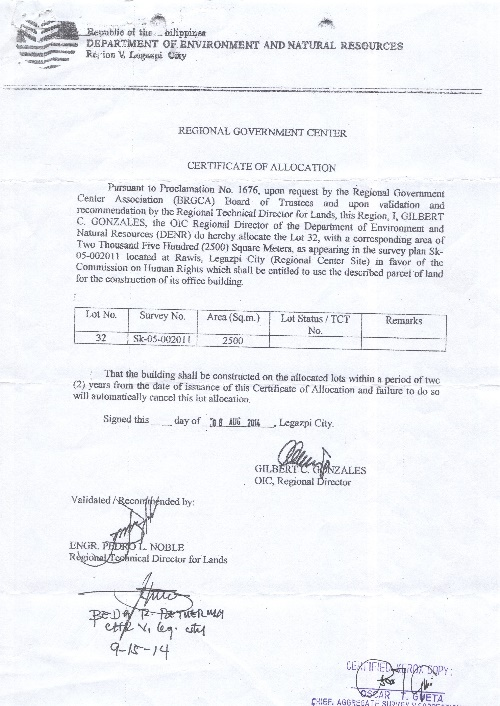 Republic of the Philippines
DEPARTMENT OF ENVIRONMENT AND NATURAL RESOURCES
Region V, Legazpi City
REGIONAL GOVERNMENT CENTER
CERTIFICATE OF ALLOCATION
Pursuant to Proclamation No. 1676, upon request by the Regional Government
Center Association (BRGCA) Board of Trustees and upon validation and
recommendation by the Regional Technical Director for Lands, this Region, I, GILBERT
C. GONZALES, the OIC Regional Director of the Department of Environment and
Natural Resources (DENR) do hereby allocate the Lot 32, with a corresponding area of
Two Thousand Five Hundred (2500) Square Meters, as appearing in the survey plan Sk-
05-002011 located at Rawis, Legazpi City (Regional Center Site) in favor of the
Commission on Human Rights which shall be entitled to use the described parcel of land
for the construction of its office building.
Lot No. Survey No. Area (Sq.m.) Lot Status / TCT No. Remarks
32 Sk-05-002011 2500
That the building shall be constructed on the allocated lots within a period of two
(2) years from the date of issuance of this Certificate of Allocation and failure to do so
will automatically cancel this lot allocation.
Signed this ___ day of 06 AUG 2014, Legazpi City.
GILBERT C. GONZALES
OIC, Regional Director
Validated / Recommended by:
ENGR. PEDRO L. NOBLE
Regional Technical Director for Lands
CHR V, Leg. city
9-15-14
CERTIFIED XEROX COPY:
OSCAR T. GUETA
CHIEF, AGGREGATE SURVEY